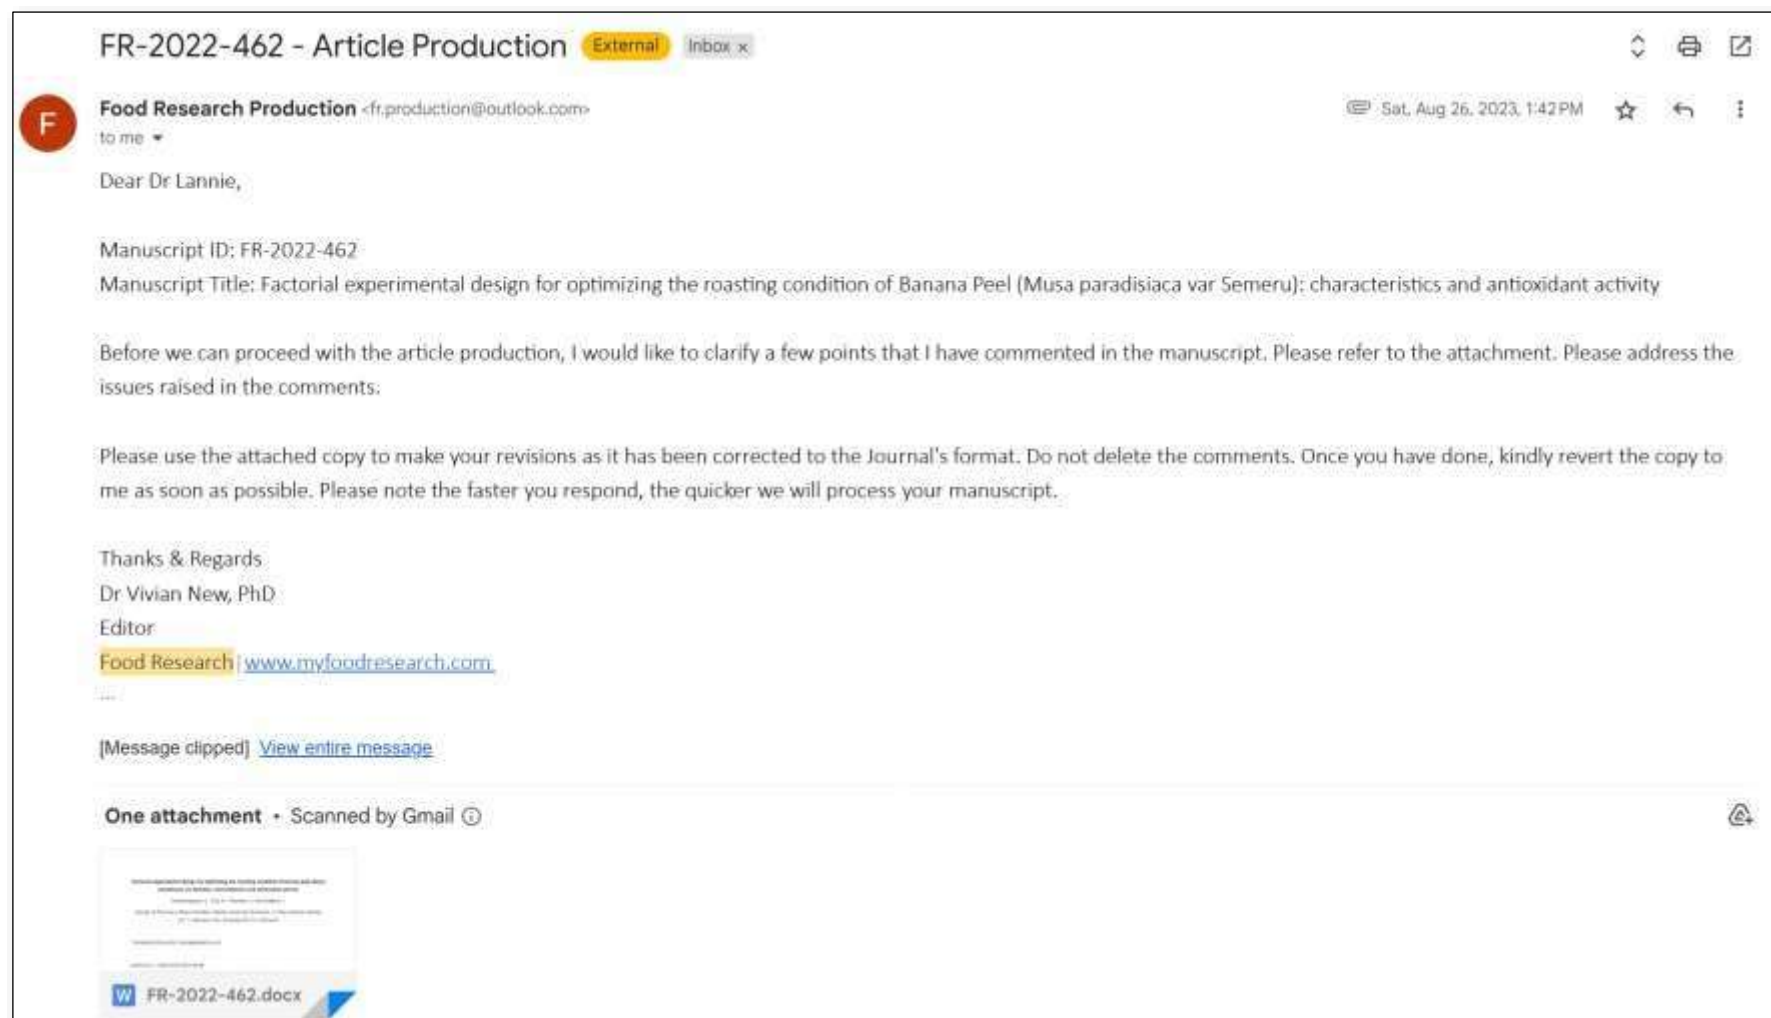 FR-2022-462 - Article Production External Inbox ×
F
Food Research Production <fr.production@outlook.com> Sat, Aug 26, 2023, 1:42 PM
to me
Dear Dr Lannie,
Manuscript ID: FR-2022-462
Manuscript Title: Factorial experimental design for optimizing the roasting condition of Banana Peel (Musa paradisiaca var Semeru): characteristics and antioxidant activity
Before we can proceed with the article production, I would like to clarify a few points that I have commented in the manuscript. Please refer to the attachment. Please address the
issues raised in the comments.
Please use the attached copy to make your revisions as it has been corrected to the Journal's format. Do not delete the comments. Once you have done, kindly revert the copy to
me as soon as possible. Please note the faster you respond, the quicker we will process your manuscript.
Thanks & Regards
Dr Vivian New, PhD
Editor
Food Research | www.myfoodresearch.com
...
[Message clipped] View entire message
One attachment • Scanned by Gmail
W FR-2022-462.docx